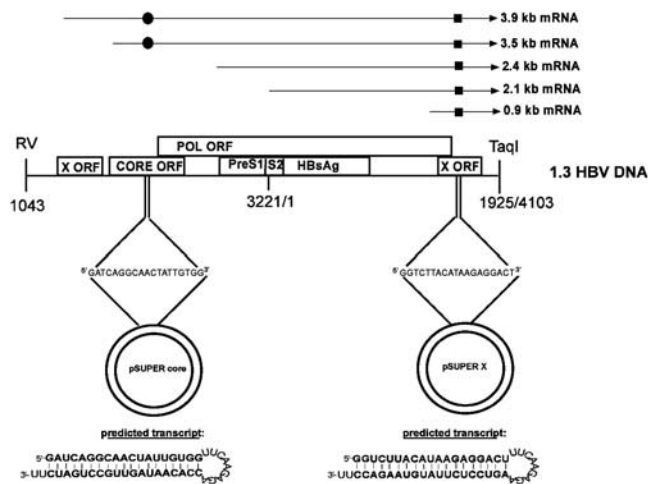 3.9 kb mRNA
3.5 kb mRNA
2.4 kb mRNA
2.1 kb mRNA
0.9 kb mRNA
RV
POL ORF
TaqI
X ORF
CORE ORF
PreS1
S2
HBsAg
X ORF
1.3 HBV DNA
1043
3221/1
1925/4103
5'GATCAGGCAACTATTGTGG3'
5'GGTCTTACATAAGAGGACT3'
pSUPER core
pSUPER X
predicted transcript:
predicted transcript:
5'-GAUCAGGCAACUAUUGUGGUUCAAGAGA
3'-UUCUAGUCCGUUGAUAACACC
5'-GGUCUUACAUAAGAGGACUUUCAAGAGA
3'-UUCCAGAAUGUAUUCUCCUGA